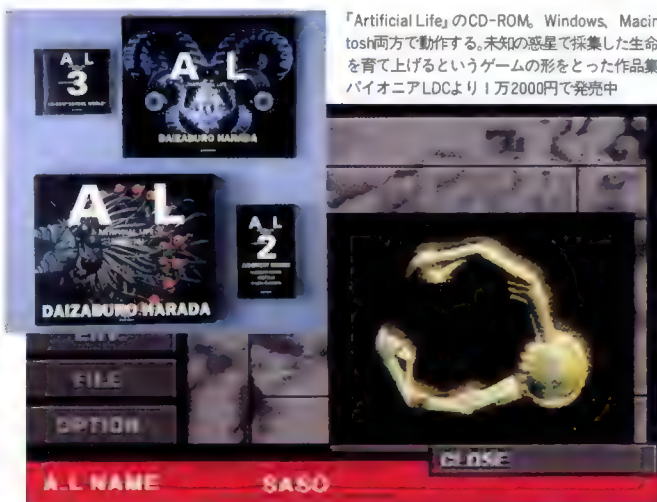 『Artificial Life』のCD-ROM。Windows、Macin
tosh両方で動作する。未知の惑星で採集した生命
を育て上げるというゲームの形をとった作品集
パイオニアLDCより1万2000円で発売中
A L
3
A L
ARTIFICIAL LIFE
DAIZABURO HARADA
A L
ARTIFICIAL LIFE
DAIZABURO HARADA
A L
2
FILE
OPTION
CLOSE
A.L NAME
SASO